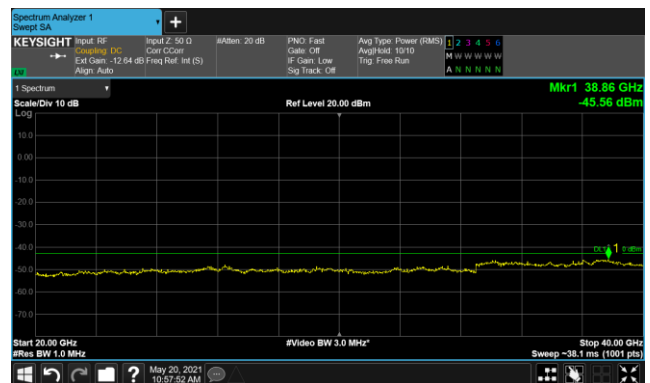 Spectrum Analyzer 1
Swept SA
+
KEYSIGHT Input: RF Input Z: 50 Ω #Atten: 20 dB PNO: Fast Avg Type: Power (RMS) 1 2 3 4 5 6
Coupling: DC Corr CCorr Gate: Off Avg|Hold: 10/10 M W W W W W
Ext Gain: -12.64 dB Freq Ref: Int (S) IF Gain: Low Trig: Free Run
Align: Auto Sig Track: Off A N N N N N
1 Spectrum
Mkr1 38.86 GHz
Scale/Div 10 dB Ref Level 20.00 dBm -45.56 dBm
Log
10.0
0.00
-10.0
-20.0
-30.0
-40.0
1
-50.0
-60.0
-70.0
Start 20.00 GHz #Video BW 3.0 MHz* Stop 40.00 GHz
#Res BW 1.0 MHz Sweep ~38.1 ms (1001 pts)
? May 20, 2021
10:57:52 AM